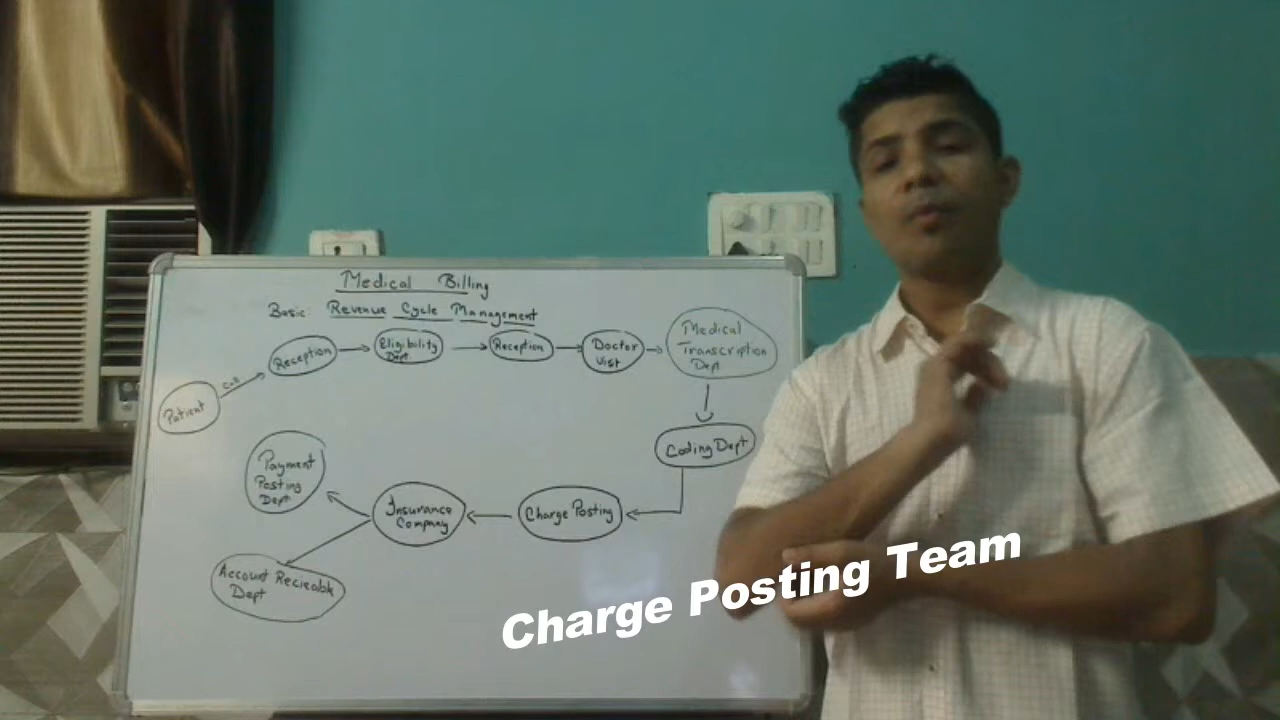 Medical Billing
Basic Revenue Cycle Management
Patient
Call
Reception
Eligibility
Dept.
Reception
Doctor
Visit
Medical
Transcription
Dept
Coding Dept
Charge Posting
Insurance
Company
Payment
Posting
Dept
Account Recievable
Dept
Charge Posting Team